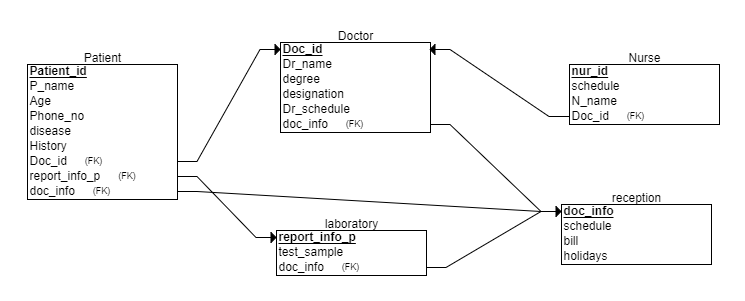 Patient
Patient_id
P_name
Age
Phone_no
disease
History
Doc_id (FK)
report_info_p (FK)
doc_info (FK)
Doctor
Doc_id
Dr_name
degree
designation
Dr_schedule
doc_info (FK)
Nurse
nur_id
schedule
N_name
Doc_id (FK)
laboratory
report_info_p
test_sample
doc_info (FK)
reception
doc_info
schedule
bill
holidays